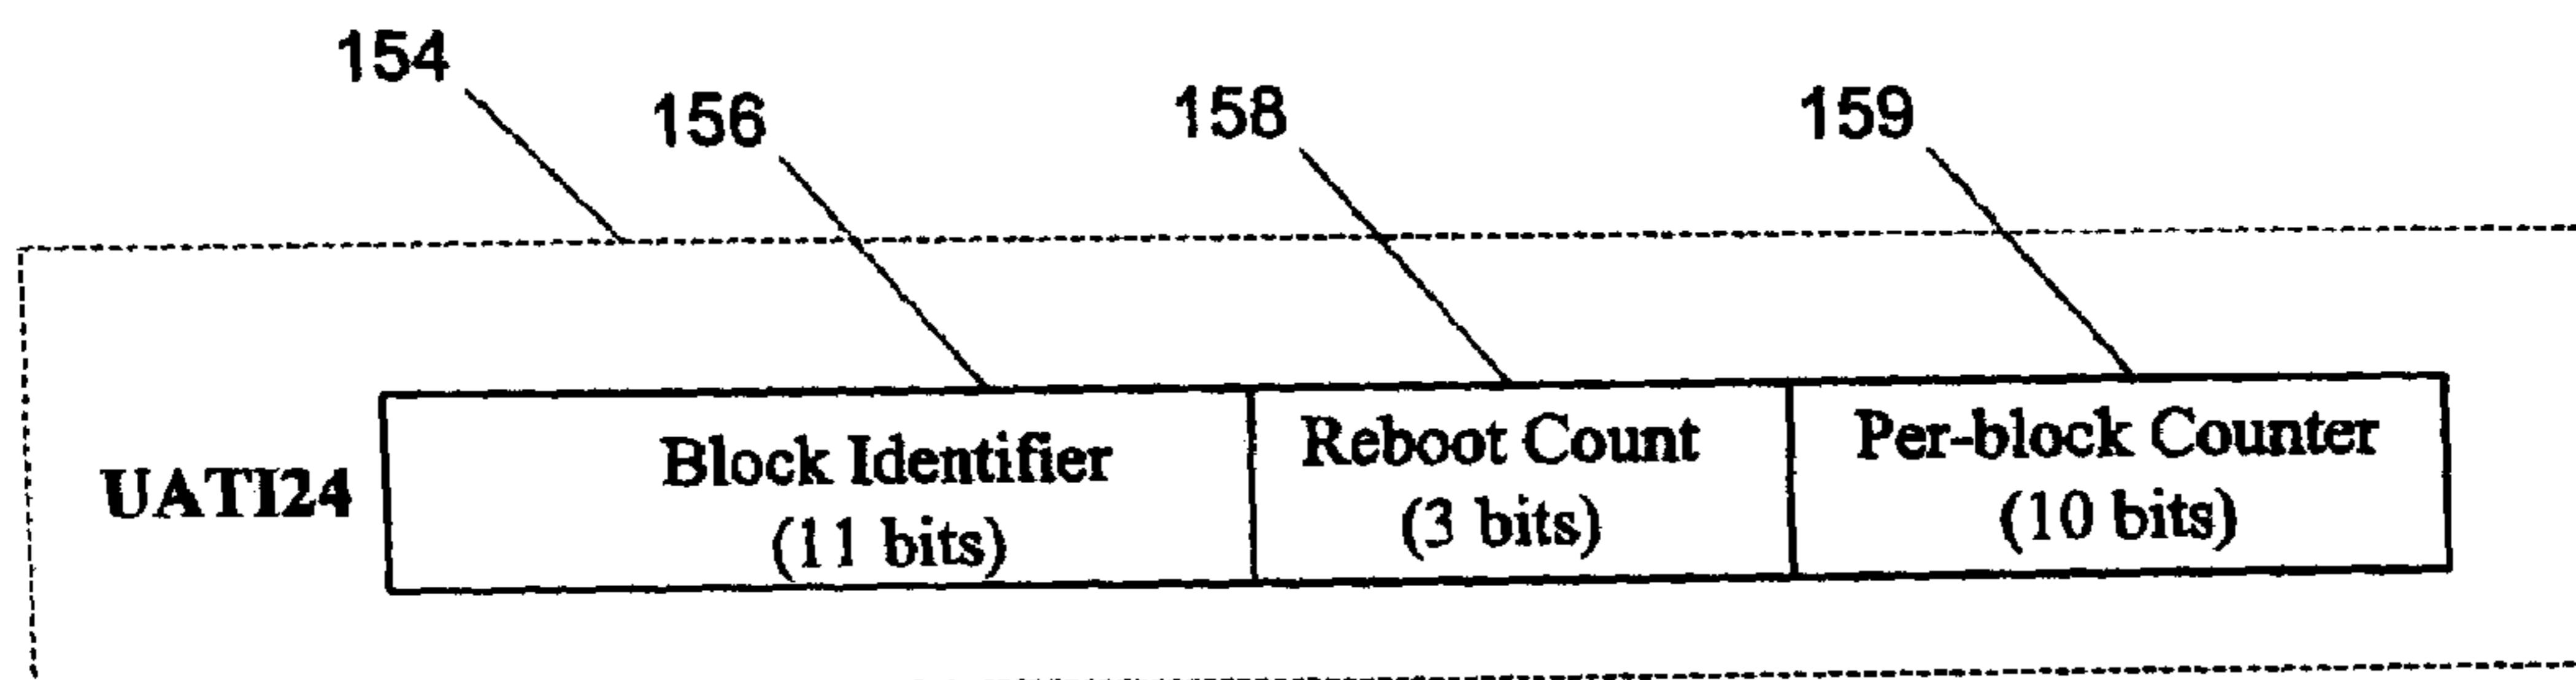 154
156
158
159
UATI24
Block Identifier
(11 bits)
Reboot Count
(3 bits)
Per-block Counter
(10 bits)